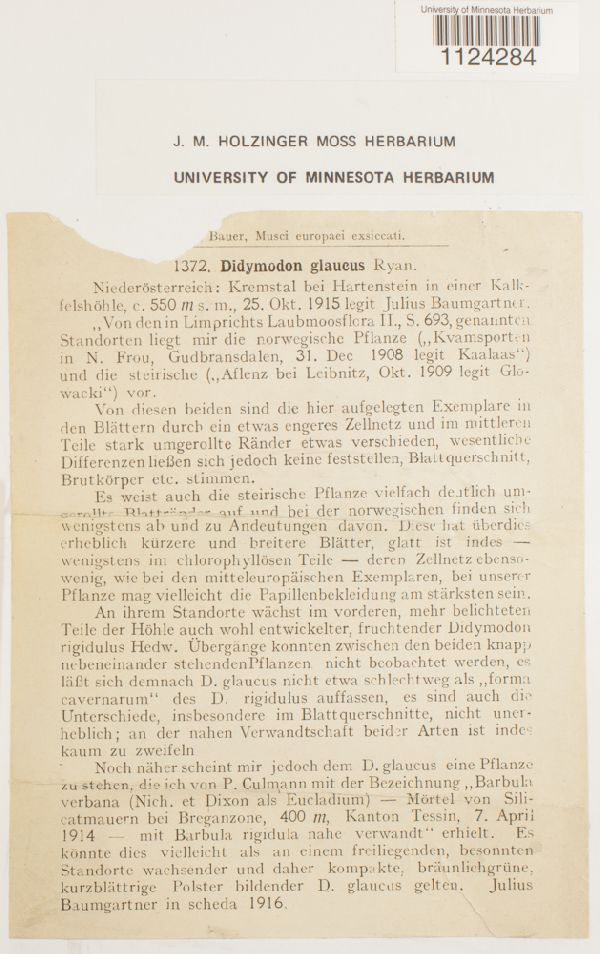 University of Minnesota Herbarium
1124284
J. M. HOLZINGER MOSS HERBARIUM
UNIVERSITY OF MINNESOTA HERBARIUM
Bauer, Musci europaei exsiccati.
1372. Didymodon glaucus Ryan.
Niederösterreich: Kremstal bei Hartenstein in einer Kalk-
felshöhle, c. 550 m s. m., 25. Okt. 1915 legit Julius Baumgartner.
„Von den in Limprichts Laubmoosflora II., S. 693, genannten
Standorten liegt mir die norwegische Pflanze („Kvamsporten
in N. Frou, Gudbransdalen, 31. Dec 1908 legit Kaalaas“)
und die steirische („Aflenz bei Leibnitz, Okt. 1909 legit Glo-
wacki“) vor.
Von diesen beiden sind die hier aufgelegten Exemplare in
den Blättern durch ein etwas engeres Zellnetz und im mittleren
Teile stark umgerollte Ränder etwas verschieden, wesentliche
Differenzen ließen sich jedoch keine feststellen, Blattquerschnitt,
Brutkörper etc. stimmen.
Es weist auch die steirische Pflanze vielfach deutlich um-
gerollte Blattränder auf und bei der norwegischen finden sich
wenigstens ab und zu Andeutungen davon. Diese hat überdies
erheblich kürzere und breitere Blätter, glatt ist indes —
wenigstens im chlorophyllösen Teile — deren Zellnetz ebenso-
wenig, wie bei den mitteleuropäischen Exemplaren, bei unserer
Pflanze mag vielleicht die Papillenbekleidung am stärksten sein.
An ihrem Standorte wächst im vorderen, mehr belichteten
Teile der Höhle auch wohl entwickelter, fruchtender Didymodon
rigidulus Hedw. Übergänge konnten zwischen den beiden knapp
nebeneinander stehenden Pflanzen nicht beobachtet werden, es
läßt sich demnach D. glaucus nicht etwa schlechtweg als „forma
cavernarum“ des D. rigidulus auffassen, es sind auch die
Unterschiede, insbesondere im Blattquerschnitte, nicht uner-
heblich; an der nahen Verwandtschaft beider Arten ist indes
kaum zu zweifeln
Noch näher scheint mir jedoch dem D. glaucus eine Pflanze
zu stehen, die ich von P. Culmann mit der Bezeichnung „Barbula
verbana (Nich. et Dixon als Eucladium) — Mörtel von Sili-
catmauern bei Breganzone, 400 m, Kanton Tessin, 7. April
1914 — mit Barbula rigidula nahe verwandt“ erhielt. Es
könnte dies vielleicht als an einem freiliegenden, besonnten
Standorte wachsender und daher kompakte, bräunlichgrüne,
kurzblättrige Polster bildender D. glaucus gelten. Julius
Baumgartner in scheda 1916.